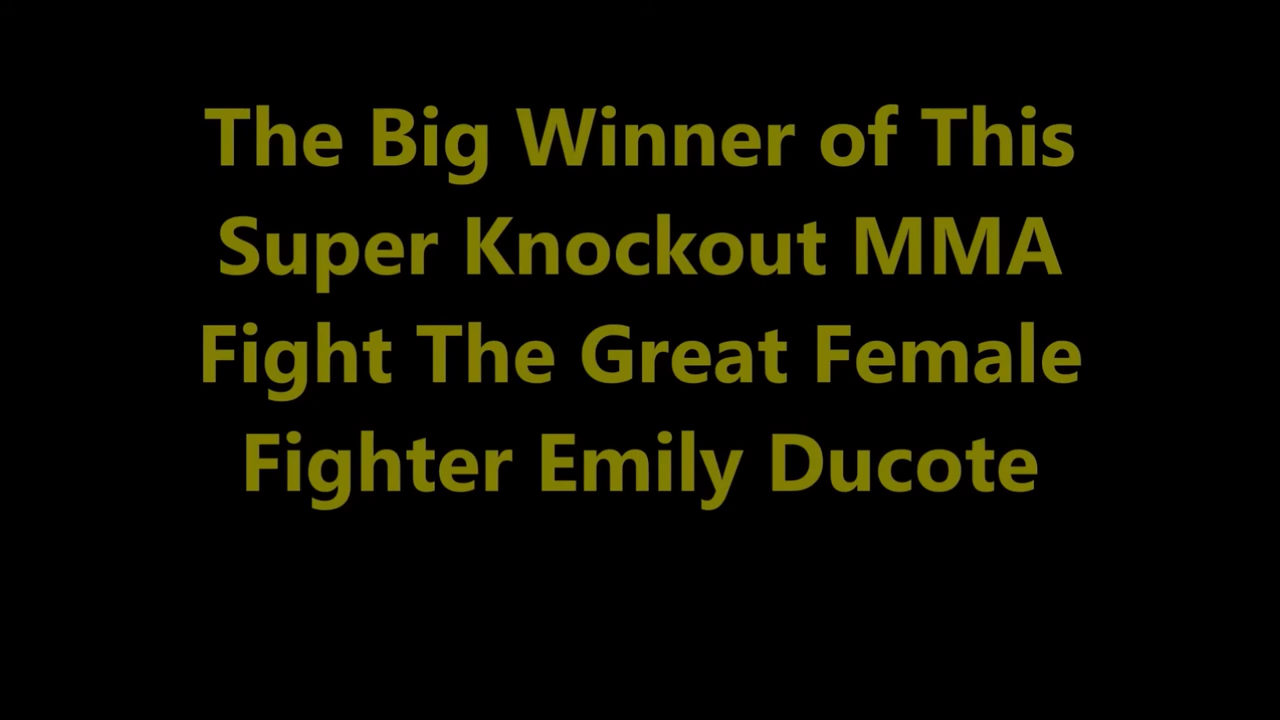 The Big Winner of This
Super Knockout MMA
Fight The Great Female
Fighter Emily Ducote